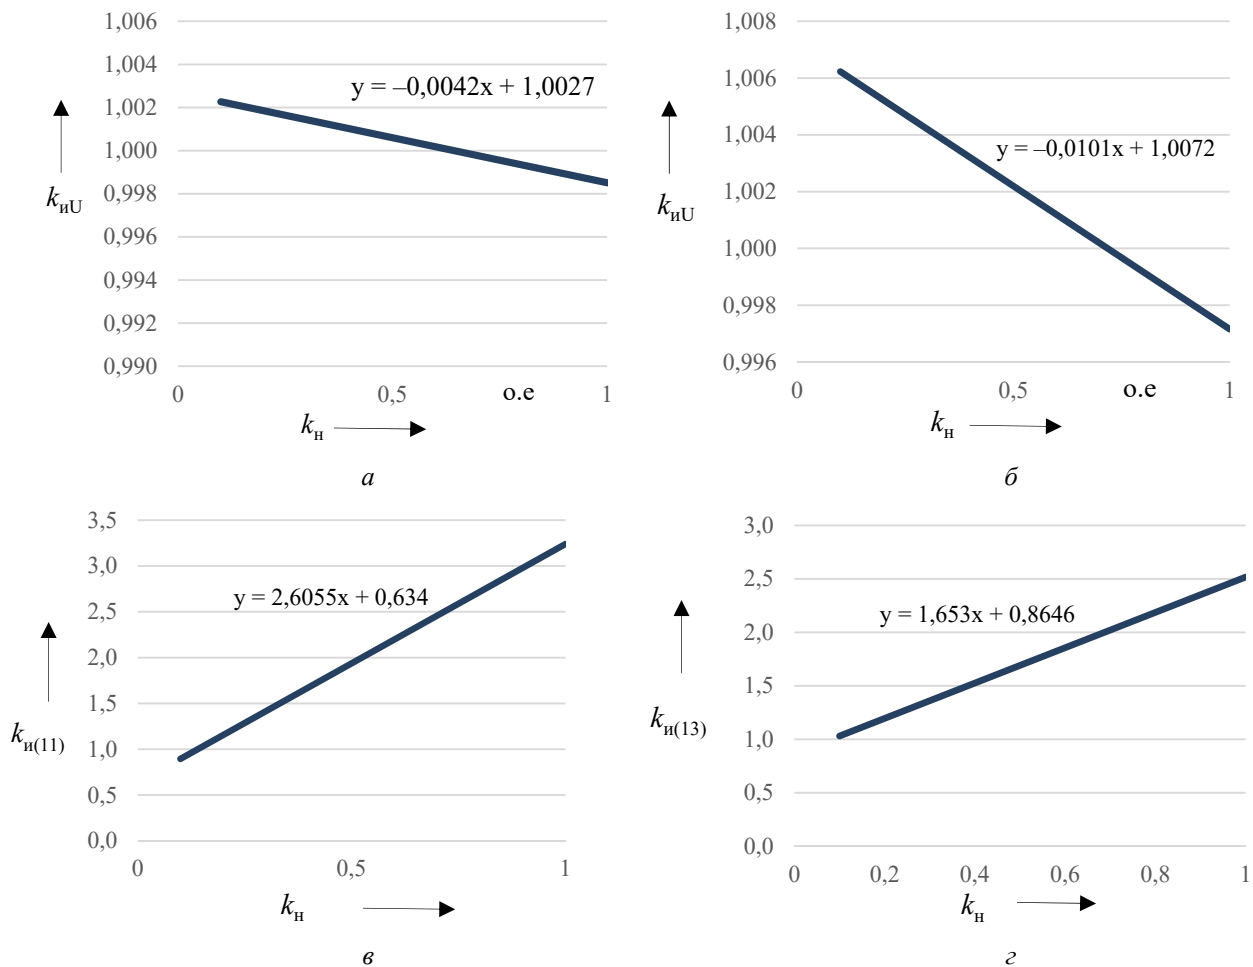 1,006
1,004
1,002
1,000
0,998
0,996
0,994
0,992
0,990
y = –0,0042x + 1,0027
kиU
0 0,5 о.е 1
kн
а
1,008
1,006
1,004
1,002
1,000
0,998
0,996
y = –0,0101x + 1,0072
kиU
0 0,5 о.е 1
kн
б
3,5
3,0
2,5
2,0
1,5
1,0
0,5
0,0
y = 2,6055x + 0,634
kи(11)
0 0,5 1
kн
в
3,0
2,5
2,0
1,5
1,0
0,5
0,0
y = 1,653x + 0,8646
kи(13)
0 0,2 0,4 0,6 0,8 1
kн
г